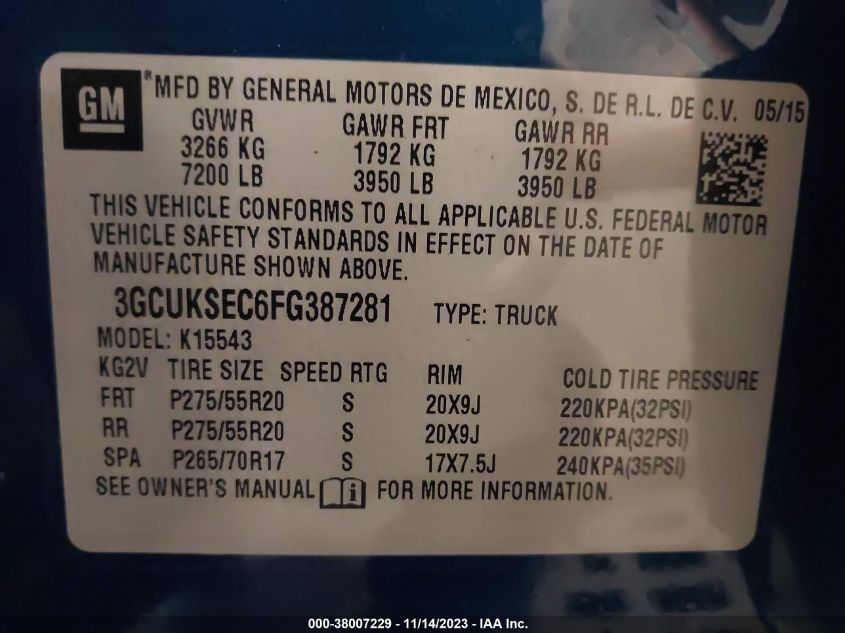 GM
®MFD BY GENERAL MOTORS DE MEXICO, S. DE R.L. DE C.V. 05/15
GVWR GAWR FRT GAWR RR
3266 KG 1792 KG 1792 KG
7200 LB 3950 LB 3950 LB
THIS VEHICLE CONFORMS TO ALL APPLICABLE U.S. FEDERAL MOTOR
VEHICLE SAFETY STANDARDS IN EFFECT ON THE DATE OF
MANUFACTURE SHOWN ABOVE.
3GCUKSEC6FG387281 TYPE: TRUCK
MODEL: K15543
KG2V TIRE SIZE SPEED RTG RIM COLD TIRE PRESSURE
FRT P275/55R20 S 20X9J 220KPA(32PSI)
RR P275/55R20 S 20X9J 220KPA(32PSI)
SPA P265/70R17 S 17X7.5J 240KPA(35PSI)
SEE OWNER'S MANUAL i FOR MORE INFORMATION.
000-38007229 - 11/14/2023 - IAA Inc.